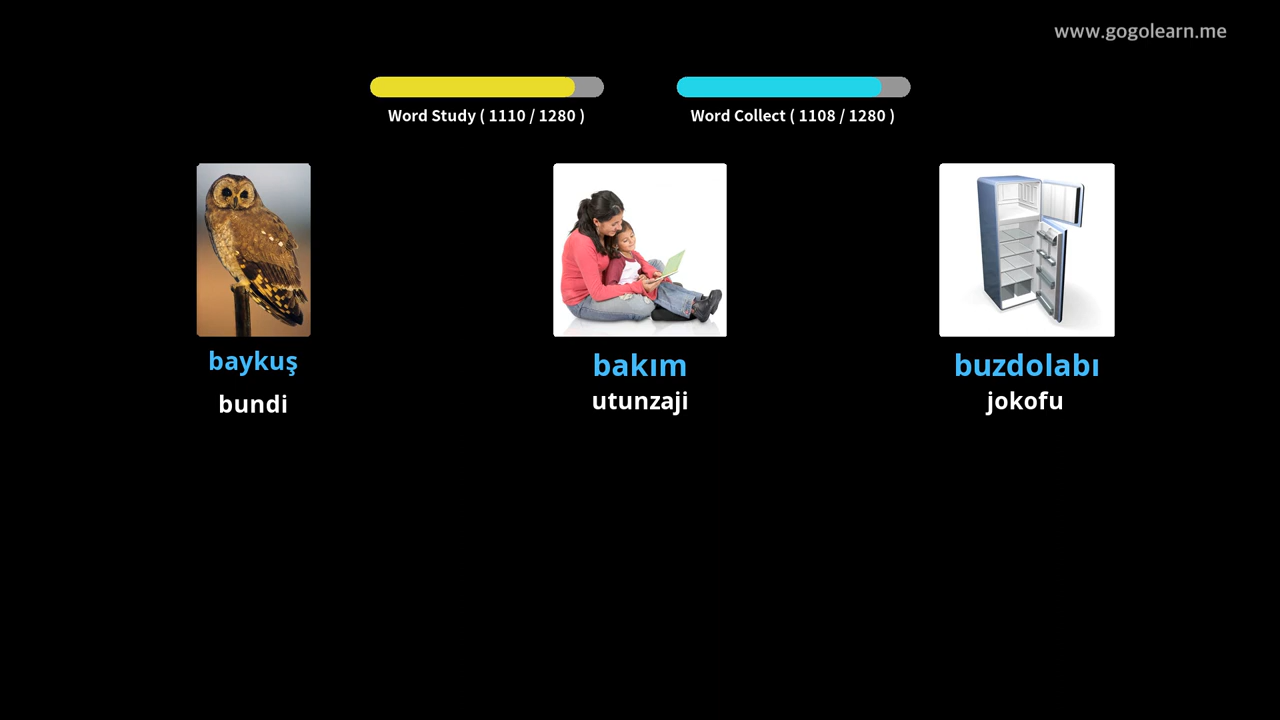 www.gogolearn.me
Word Study ( 1110 / 1280 )
Word Collect ( 1108 / 1280 )
baykuş
bakım
buzdolabı
bundi
utunzaji
jokofu